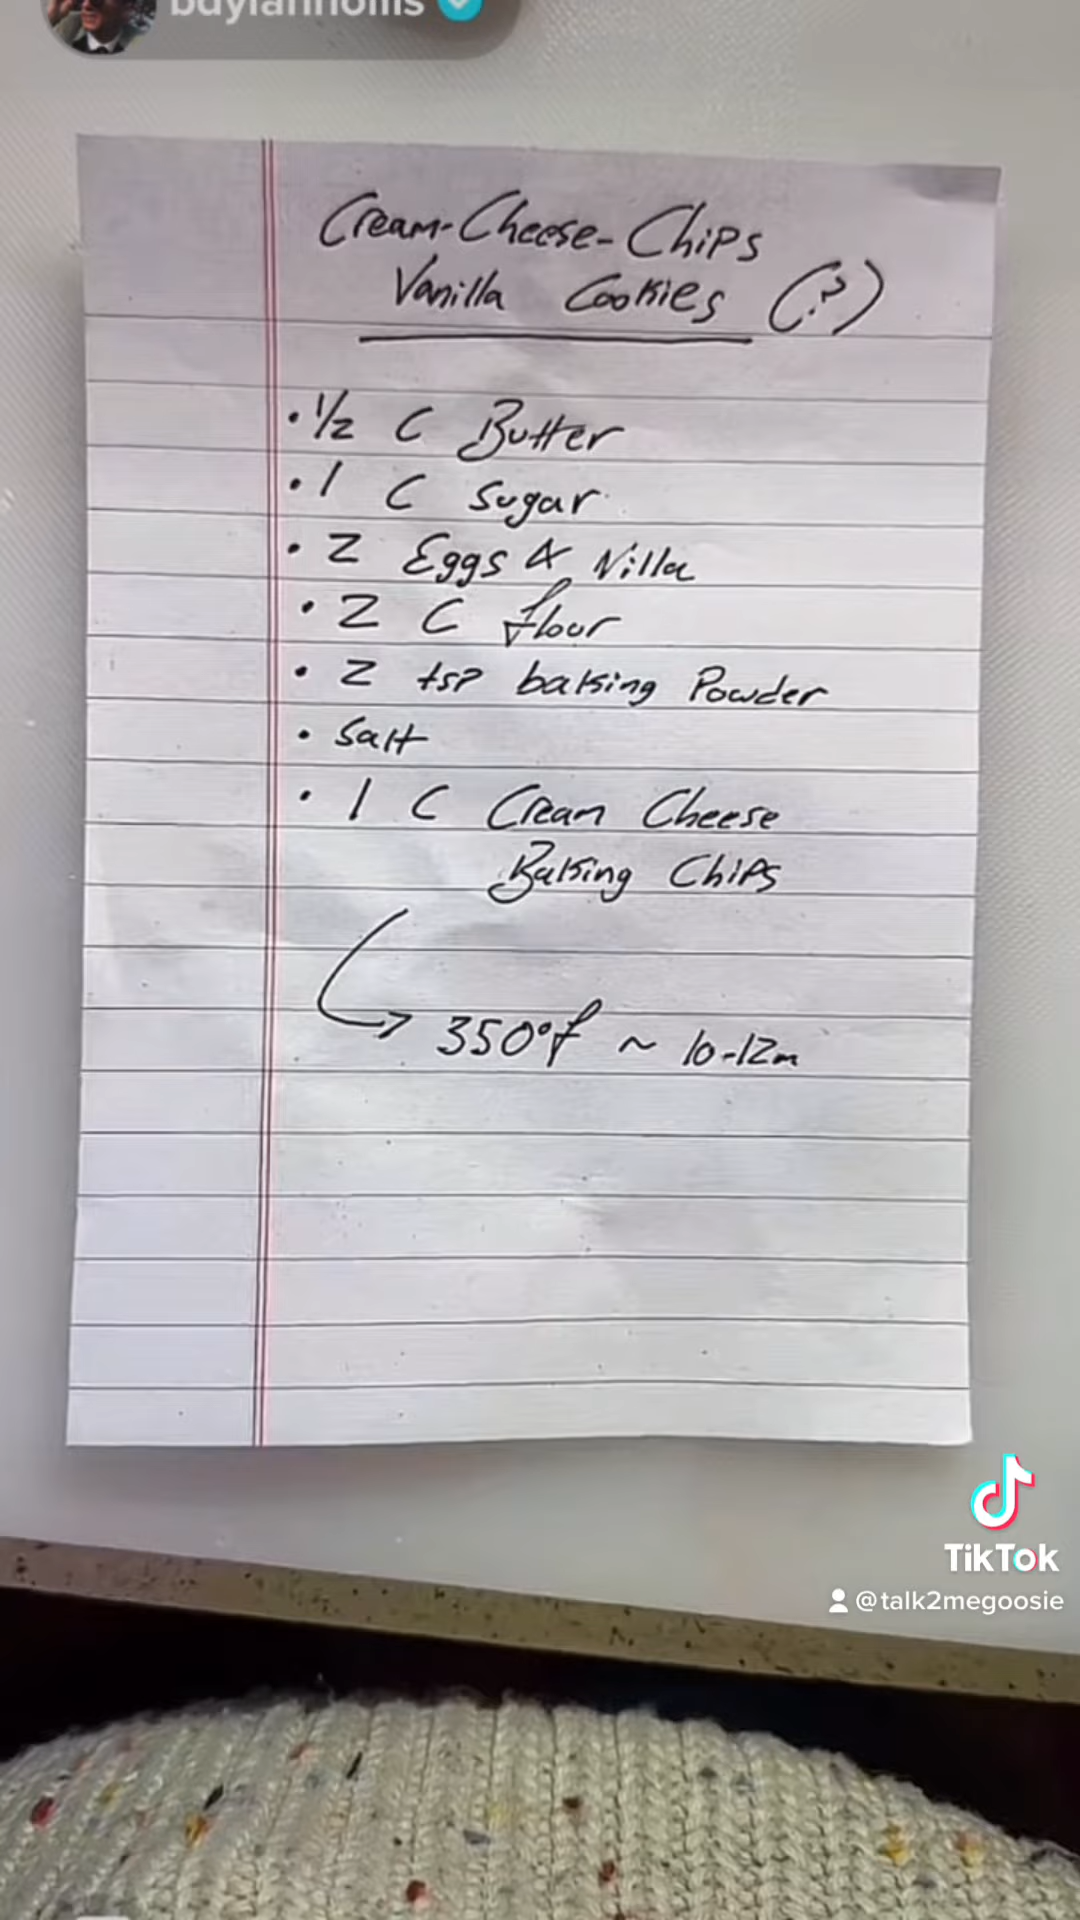 Cream-Cheese-Chips
Vanilla Cookies (?)
• 1/2 C Butter
• 1 C Sugar
• 2 Eggs & Nilla
• 2 C flour
• 2 tsp baking Powder
• Salt
• 1 C Cream Cheese
Baking Chips
350°f ~ 10-12m
TikTok
@talk2megoosie